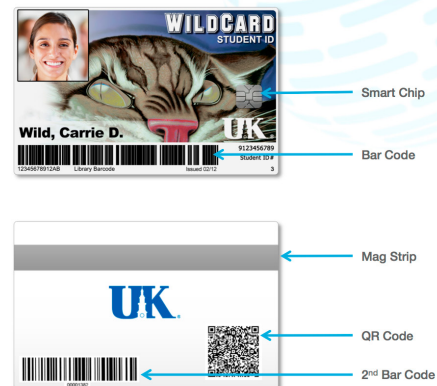 WILDCARD
STUDENT ID
Smart Chip
UK
Wild, Carrie D.
9123456789
Student ID#
Bar Code
12345678912AB Library Barcode Issued 02/12 3
Mag Strip
UK
QR Code
2nd Bar Code